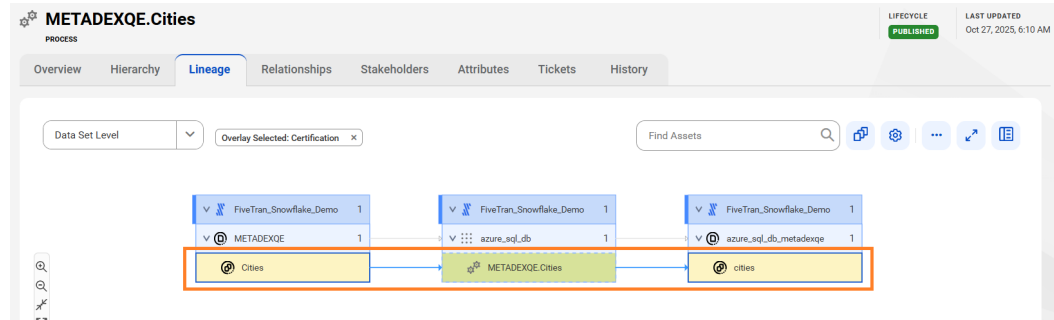 METADEXQE.Cities
PROCESS
LIFECYCLE
PUBLISHED
LAST UPDATED
Oct 27, 2025, 6:10 AM
Overview Hierarchy Lineage Relationships Stakeholders Attributes Tickets History
Data Set Level
Overlay Selected: Certification ×
Find Assets
FiveTran_Snowflake_Demo 1 FiveTran_Snowflake_Demo 1 FiveTran_Snowflake_Demo 1
METADEXQE 1 azure_sql_db 1 azure_sql_db_metadexqe 1
Cities METADEXQE.Cities cities